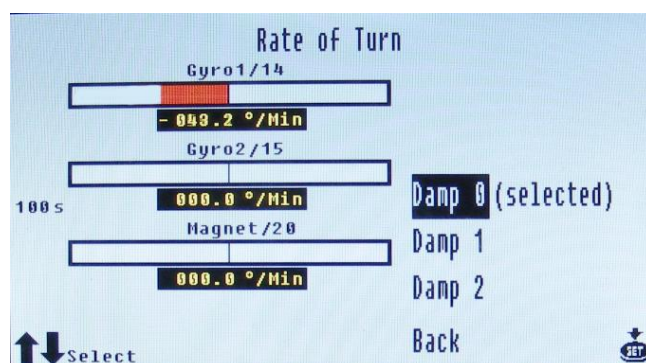 Rate of Turn
Gyro1/14
- 043.2 °/Min
Gyro2/15
000.0 °/Min
100s
Magnet/20
000.0 °/Min
Damp 0 (selected)
Damp 1
Damp 2
Back
Select
SET